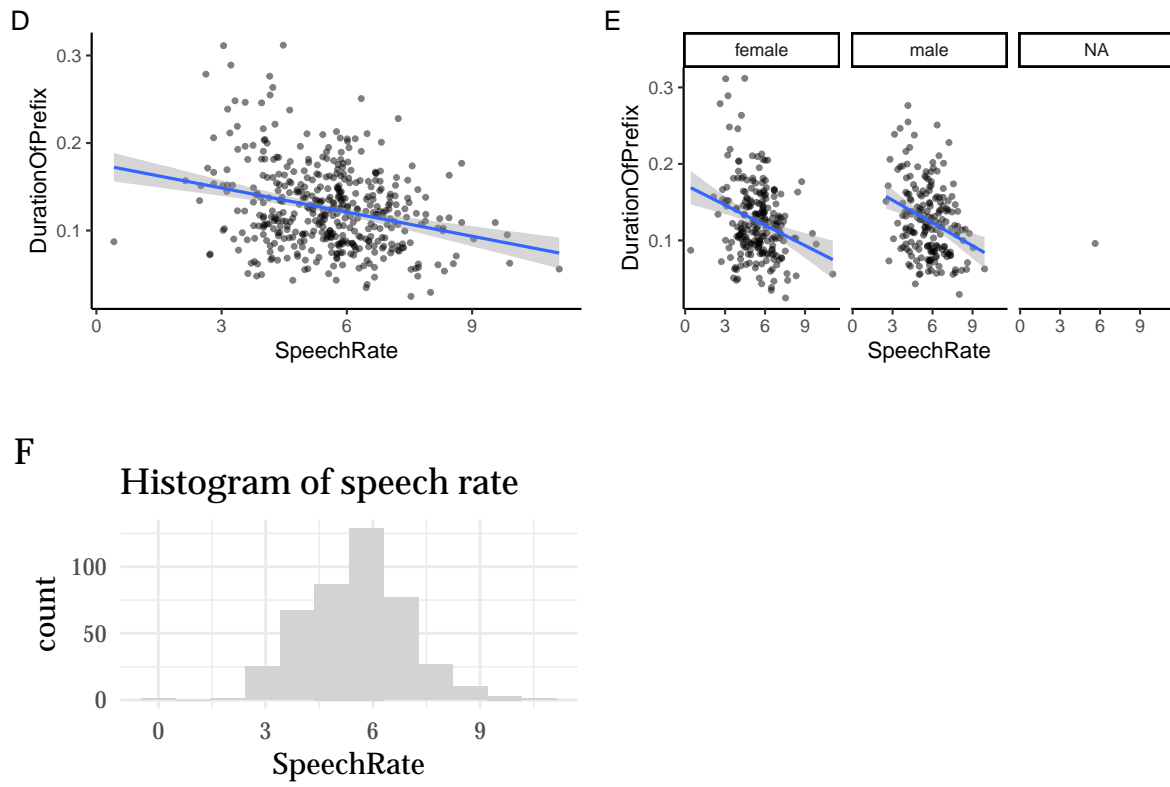 D
0.3
0.2
0.1
DurationOfPrefix
0 3 6 9
SpeechRate
E
female male NA
0.3
0.2
0.1
DurationOfPrefix
0 3 6 9 0 3 6 9 0 3 6 9
SpeechRate
F
Histogram of speech rate
100
50
0
count
0 3 6 9
SpeechRate